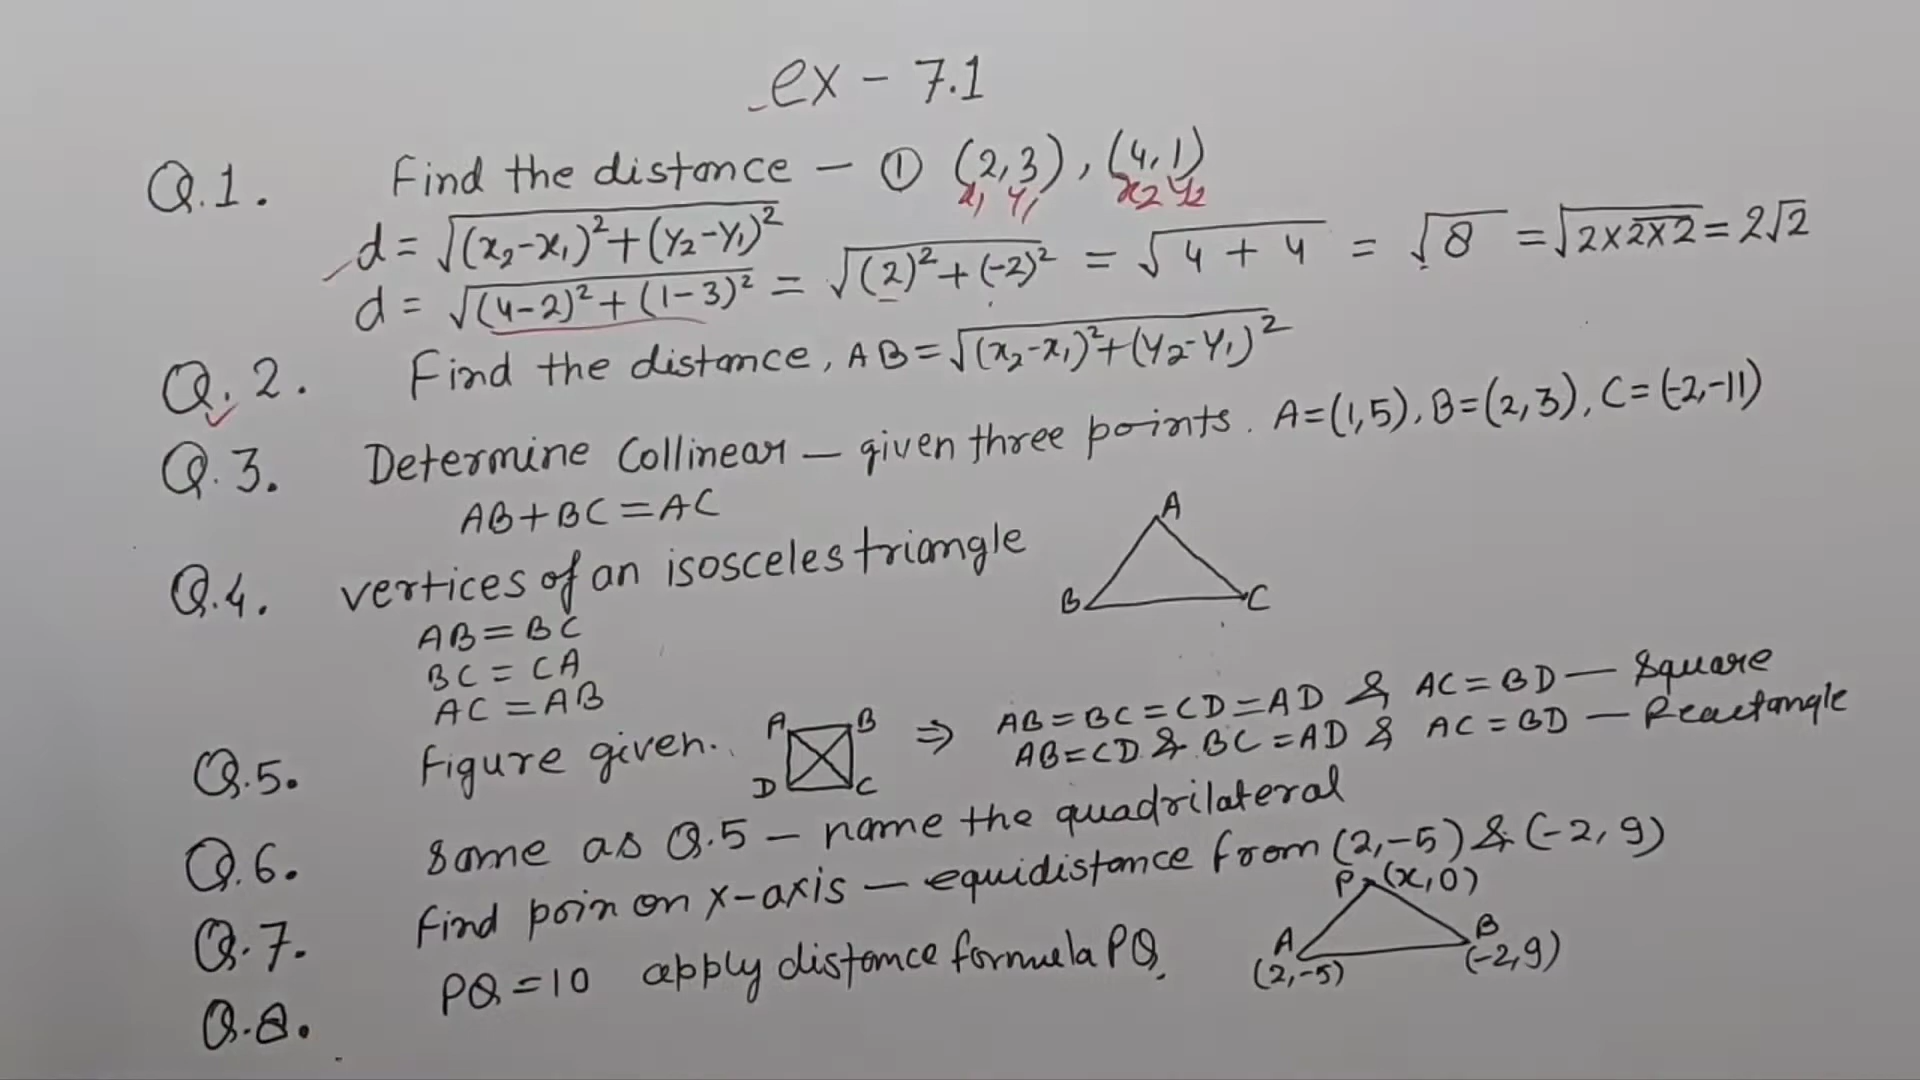 ex - 7.1
Q.1. Find the distance - ① (2,3), (4,1)
x₁ y₁ x₂ y₂
d = √(x₂-x₁)²+(y₂-y₁)²
d = √(4-2)²+(1-3)² = √(2)²+(-2)² = √4+4 = √8 = √2×2×2 = 2√2
Q.2. Find the distance, AB=√(x₂-x₁)²+(y₂-y₁)²
Q.3. Determine Collinear - given three points. A=(1,5), B=(2,3), C=(-2,-11)
AB+BC=AC
Q.4. vertices of an isosceles triangle
A
B C
AB=BC
BC=CA
AC=AB
Q.5. figure given.. A B ⇒ AB=BC=CD=AD & AC=BD - Square
D C AB=CD & BC=AD & AC=BD - Reactangle
Q.6. Same as Q.5 - name the quadrilateral
Q.7. find poin on x-axis - equidistance from (2,-5) & (-2,9)
P (x,0)
A B
(2,-5) (-2,9)
Q.8. PQ=10 apply distance formula PQ.